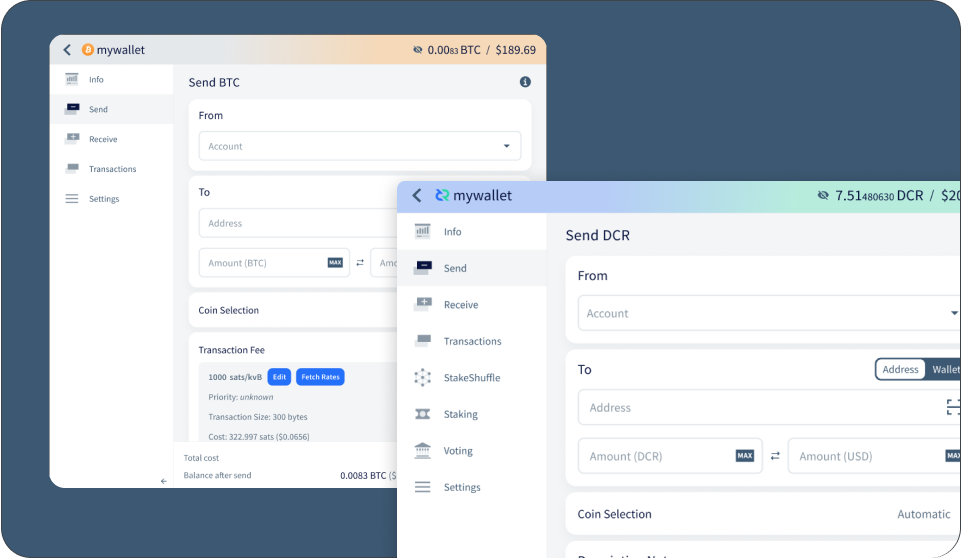 mywallet
0.0083 BTC / $189.69
Info
Send
Receive
Transactions
Settings
Send BTC
From
Account
To
Address
Amount (BTC)
MAX
Coin Selection
Transaction Fee
1000 sats/kvB Edit Fetch Rates
Priority: unknown
Transaction Size: 300 bytes
Cost: 322.997 sats ($0.0656)
Total cost
Balance after send 0.0083 BTC ($
mywallet
7.51480630 DCR / $20
Info
Send
Receive
Transactions
StakeShuffle
Staking
Voting
Settings
Send DCR
From
Account
To
Address Wallet
Address
Amount (DCR) MAX
Amount (USD) MAX
Coin Selection Automatic